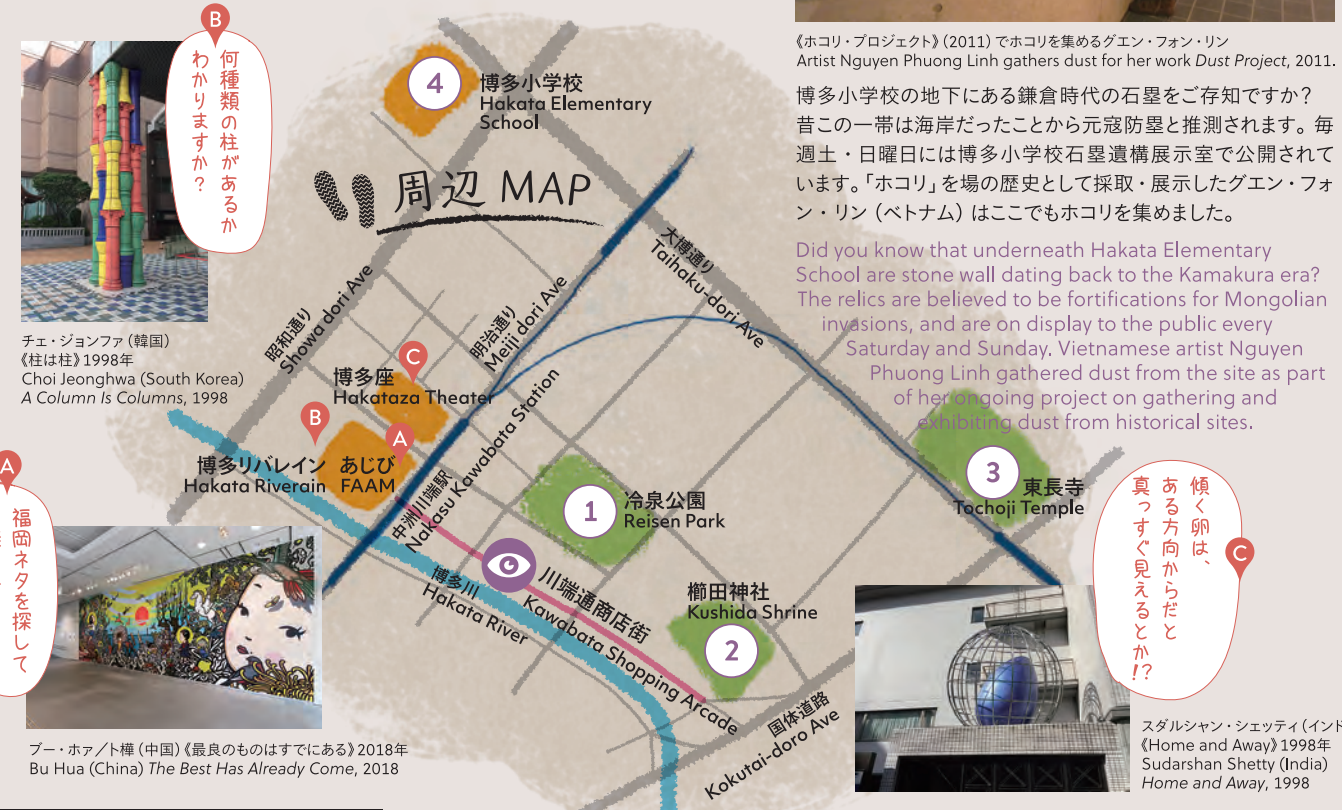 B
何種類の柱があるか
わかりますか?
チェ・ジョンファ(韓国)
《柱は柱》1998年
Choi Jeonghwa (South Korea)
A Column Is Columns, 1998
A
福岡ネタを探して
ブー・ホァ/卜樺(中国)《最良のものはすでにある》2018年
Bu Hua (China) The Best Has Already Come, 2018
周辺 MAP
4
博多小学校
Hakata Elementary
School
昭和通り
Showa dori Ave
明治通り
Meiji dori Ave
大博通り
Taihaku-dori Ave
C
博多座
Hakataza Theater
B
A
博多リバレイン
Hakata Riverain
あじび
FAAM
中洲川端駅
Nakasu Kawabata Station
1
冷泉公園
Reisen Park
3
東長寺
Tochoji Temple
博多川
Hakata River
川端通商店街
Kawabata Shopping Arcade
櫛田神社
Kushida Shrine
2
国体道路
Kokutai-doro Ave
《ホコリ・プロジェクト》(2011)でホコリを集めるグエン・フォン・リン
Artist Nguyen Phuong Linh gathers dust for her work Dust Project, 2011.
博多小学校の地下にある鎌倉時代の石塁をご存知ですか?
昔この一帯は海岸だったことから元寇防塁と推測されます。毎
週土・日曜日には博多小学校石塁遺構展示室で公開されて
います。「ホコリ」を場の歴史として採取・展示したグエン・フォ
ン・リン(ベトナム)はここでもホコリを集めました。
Did you know that underneath Hakata Elementary
School are stone wall dating back to the Kamakura era?
The relics are believed to be fortifications for Mongolian
invasions, and are on display to the public every
Saturday and Sunday. Vietnamese artist Nguyen
Phuong Linh gathered dust from the site as part
of her ongoing project on gathering and
exhibiting dust from historical sites.
C
傾く卵は、
ある方向からだと
真っすぐ見えるとか!?
スダルシャン・シェッティ(インド
《Home and Away》1998年
Sudarshan Shetty (India)
Home and Away, 1998